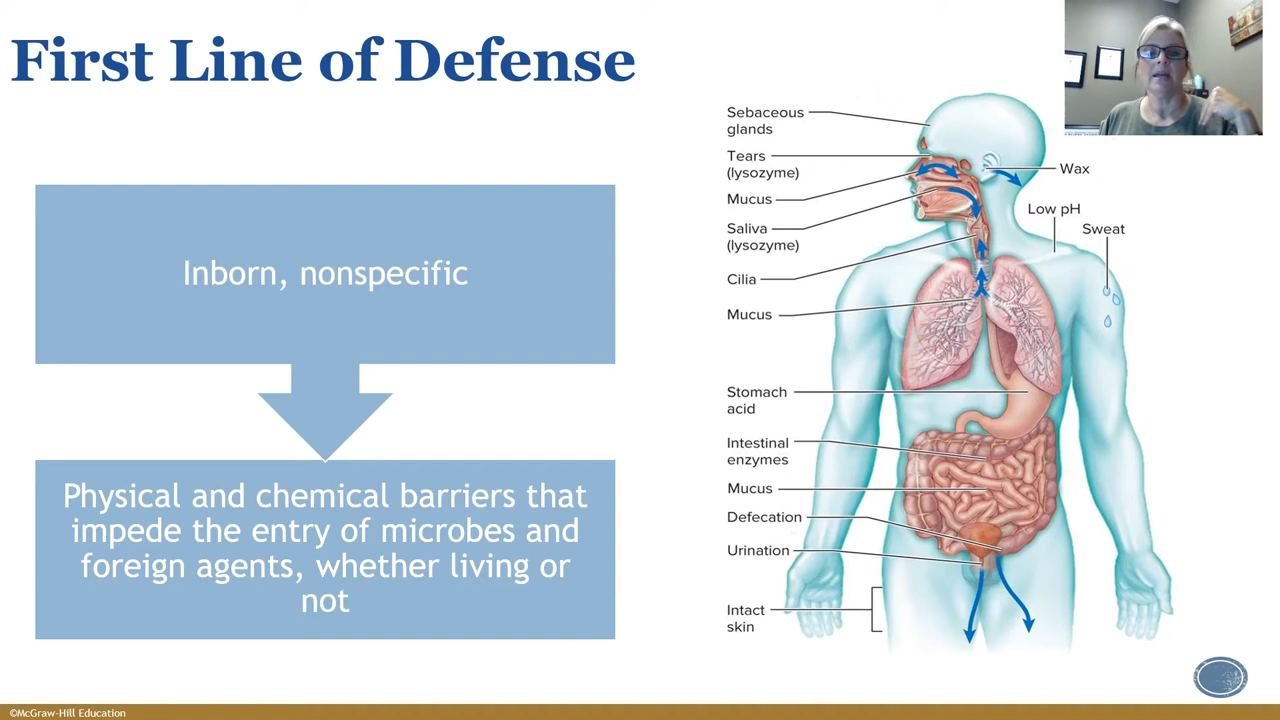 First Line of Defense
Inborn, nonspecific
Physical and chemical barriers that
impede the entry of microbes and
foreign agents, whether living or
not
Sebaceous
glands
Tears
(lysozyme)
Mucus
Saliva
(lysozyme)
Cilia
Mucus
Stomach
acid
Intestinal
enzymes
Mucus
Defecation
Urination
Intact
skin
Wax
Low pH
Sweat
©McGraw-Hill Education